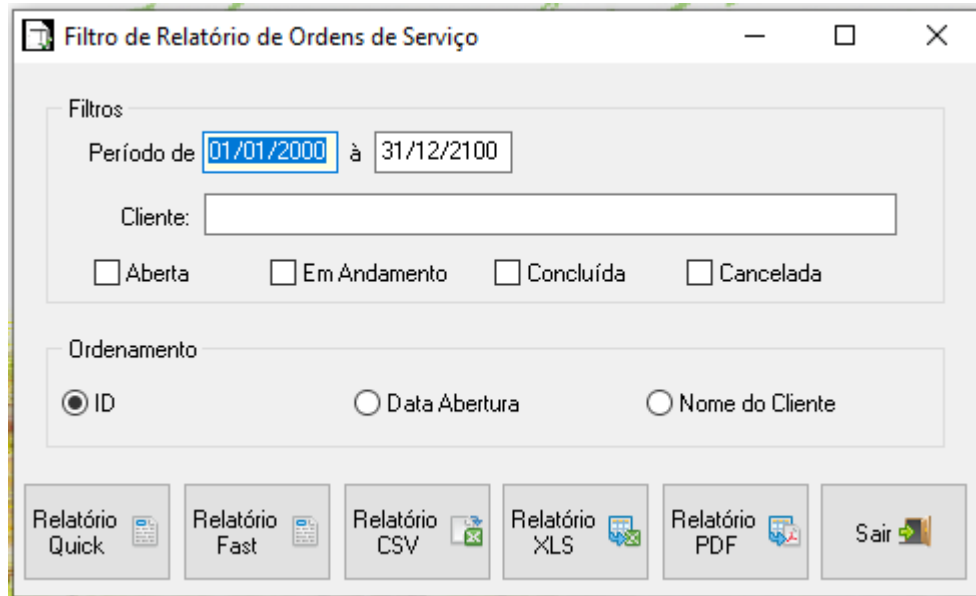 Filtro de Relatório de Ordens de Serviço
Filtros
Período de 01/01/2000 à 31/12/2100
Cliente:
Aberta Em Andamento Concluída Cancelada
Ordenamento
ID Data Abertura Nome do Cliente
Relatório Quick
Relatório Fast
Relatório CSV
Relatório XLS
Relatório PDF
Sair